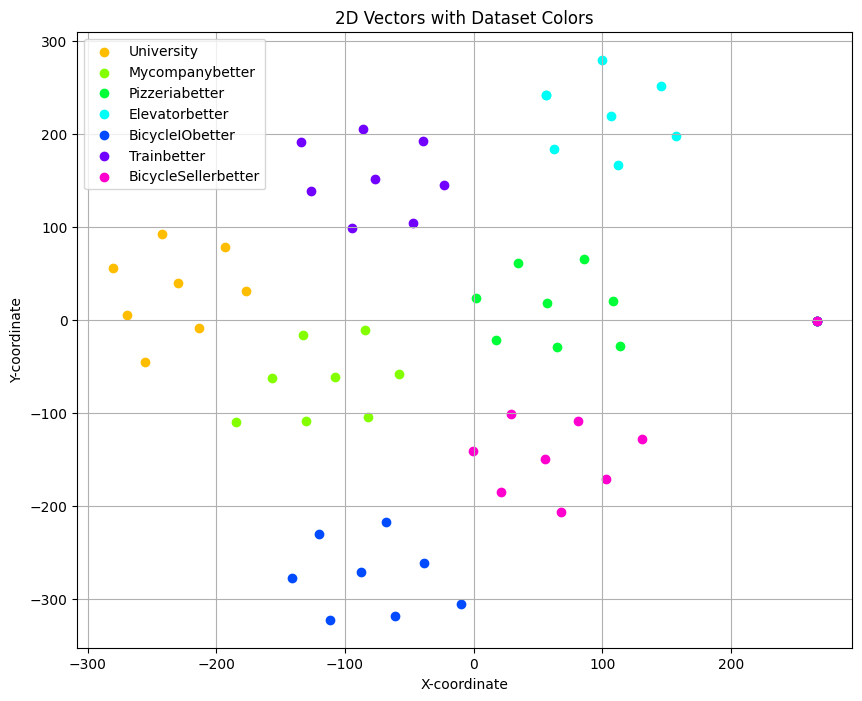 2D Vectors with Dataset Colors
University
Mycompanybetter
Pizzeriabetter
Elevatorbetter
BicycleIObetter
Trainbetter
BicycleSellerbetter
300
200
100
0
−100
−200
−300
Y-coordinate
−300 −200 −100 0 100 200
X-coordinate